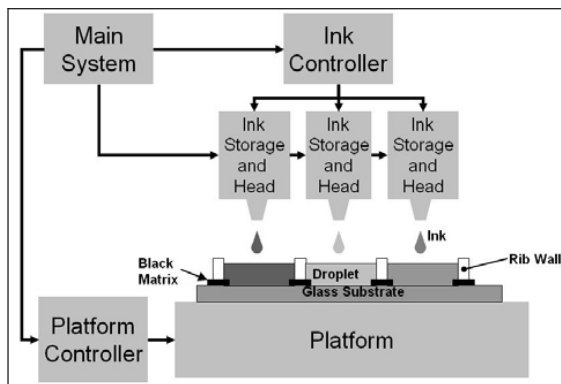 Main
System
Ink
Controller
Ink
Storage
and
Head
Ink
Storage
and
Head
Ink
Storage
and
Head
Ink
Black
Matrix
Droplet
Rib Wall
Glass Substrate
Platform
Controller
Platform